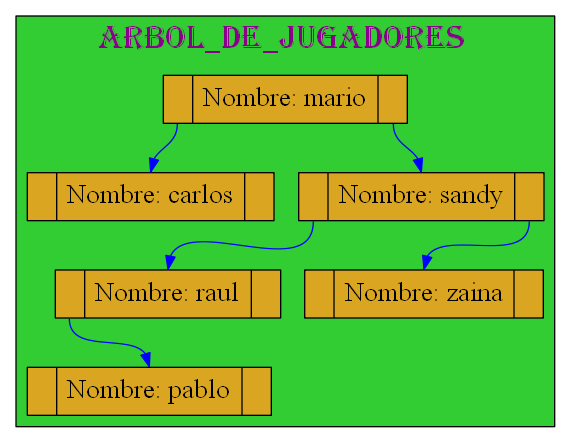 ARBOL_DE_JUGADORES
Nombre: mario
Nombre: carlos
Nombre: sandy
Nombre: raul
Nombre: zaina
Nombre: pablo